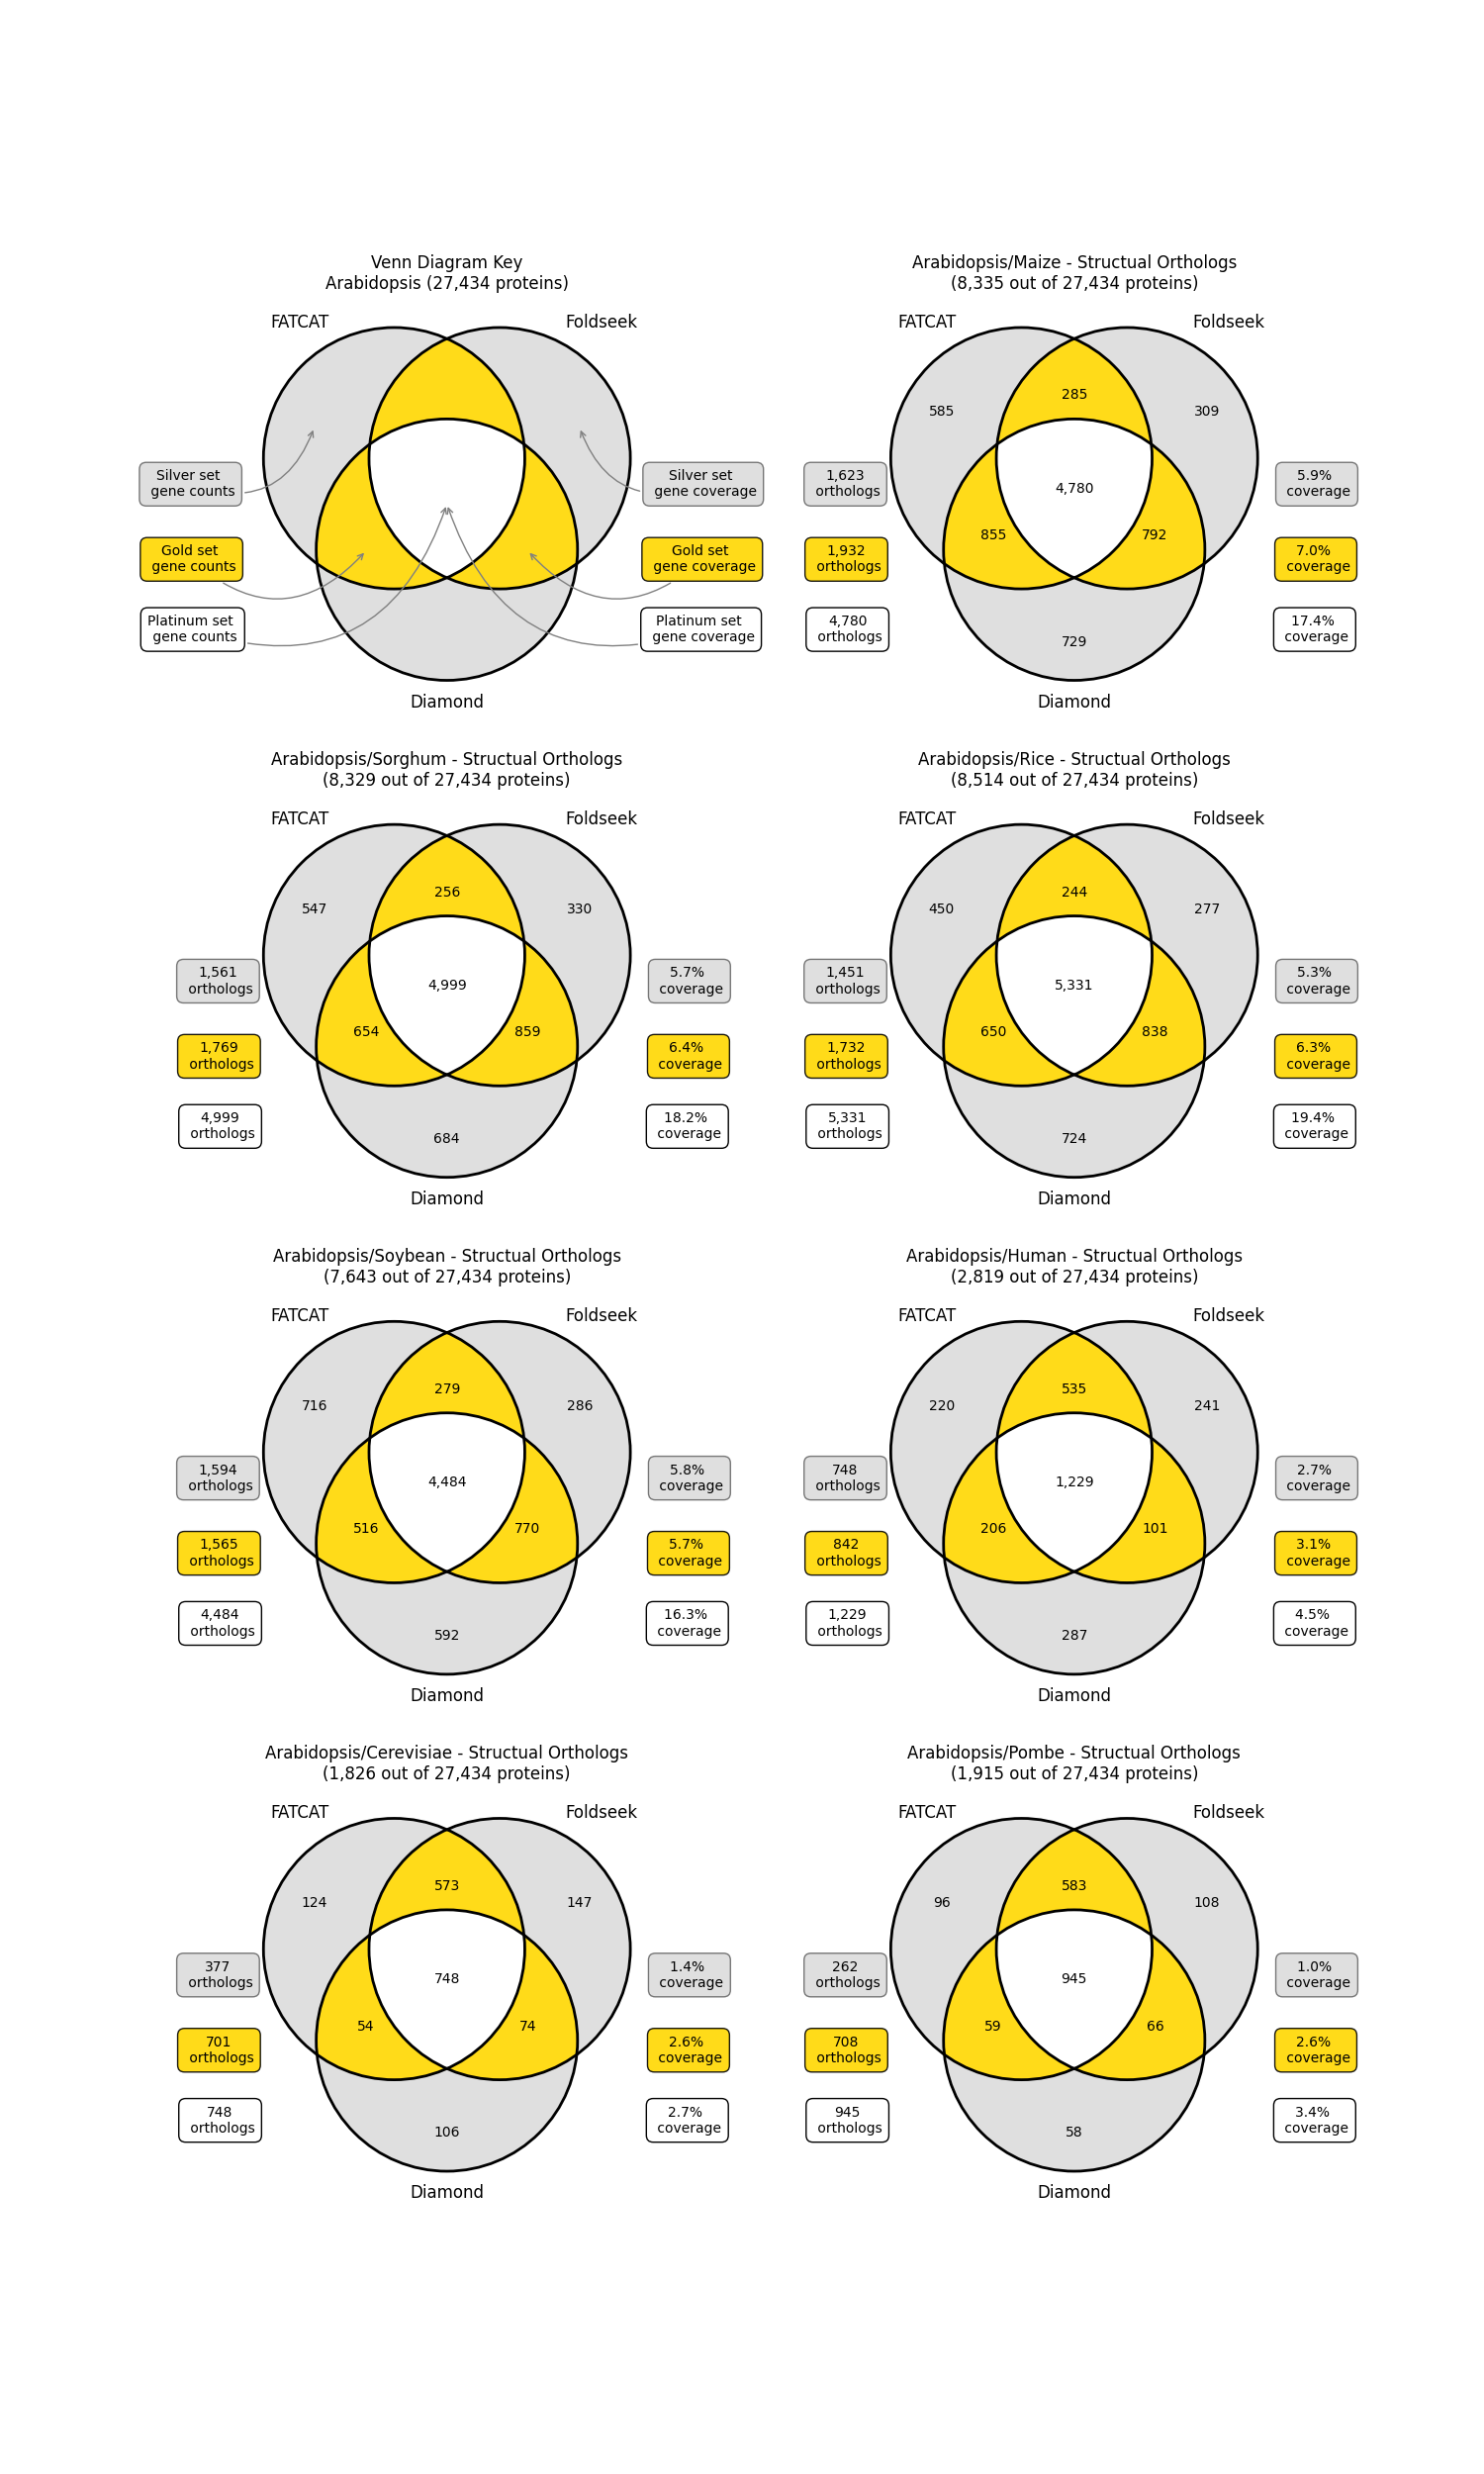 Venn Diagram Key
Arabidopsis (27,434 proteins)
FATCAT
Foldseek
Silver set
gene counts
Silver set
gene coverage
Gold set
gene counts
Gold set
gene coverage
Platinum set
gene counts
Platinum set
gene coverage
Diamond
Arabidopsis/Maize - Structual Orthologs
(8,335 out of 27,434 proteins)
FATCAT
Foldseek
285
585
309
1,623
orthologs
4,780
5.9%
coverage
855
792
1,932
orthologs
7.0%
coverage
4,780
orthologs
17.4%
coverage
729
Diamond
Arabidopsis/Sorghum - Structual Orthologs
(8,329 out of 27,434 proteins)
FATCAT
Foldseek
256
547
330
1,561
orthologs
4,999
5.7%
coverage
654
859
1,769
orthologs
6.4%
coverage
4,999
orthologs
18.2%
coverage
684
Diamond
Arabidopsis/Rice - Structual Orthologs
(8,514 out of 27,434 proteins)
FATCAT
Foldseek
244
450
277
1,451
orthologs
5,331
5.3%
coverage
650
838
1,732
orthologs
6.3%
coverage
5,331
orthologs
19.4%
coverage
724
Diamond
Arabidopsis/Soybean - Structual Orthologs
(7,643 out of 27,434 proteins)
FATCAT
Foldseek
279
716
286
1,594
orthologs
4,484
5.8%
coverage
516
770
1,565
orthologs
5.7%
coverage
4,484
orthologs
16.3%
coverage
592
Diamond
Arabidopsis/Human - Structual Orthologs
(2,819 out of 27,434 proteins)
FATCAT
Foldseek
535
220
241
748
orthologs
1,229
2.7%
coverage
206
101
842
orthologs
3.1%
coverage
1,229
orthologs
4.5%
coverage
287
Diamond
Arabidopsis/Cerevisiae - Structual Orthologs
(1,826 out of 27,434 proteins)
FATCAT
Foldseek
573
124
147
377
orthologs
748
1.4%
coverage
54
74
701
orthologs
2.6%
coverage
748
orthologs
2.7%
coverage
106
Diamond
Arabidopsis/Pombe - Structual Orthologs
(1,915 out of 27,434 proteins)
FATCAT
Foldseek
583
96
108
262
orthologs
945
1.0%
coverage
59
66
708
orthologs
2.6%
coverage
945
orthologs
3.4%
coverage
58
Diamond